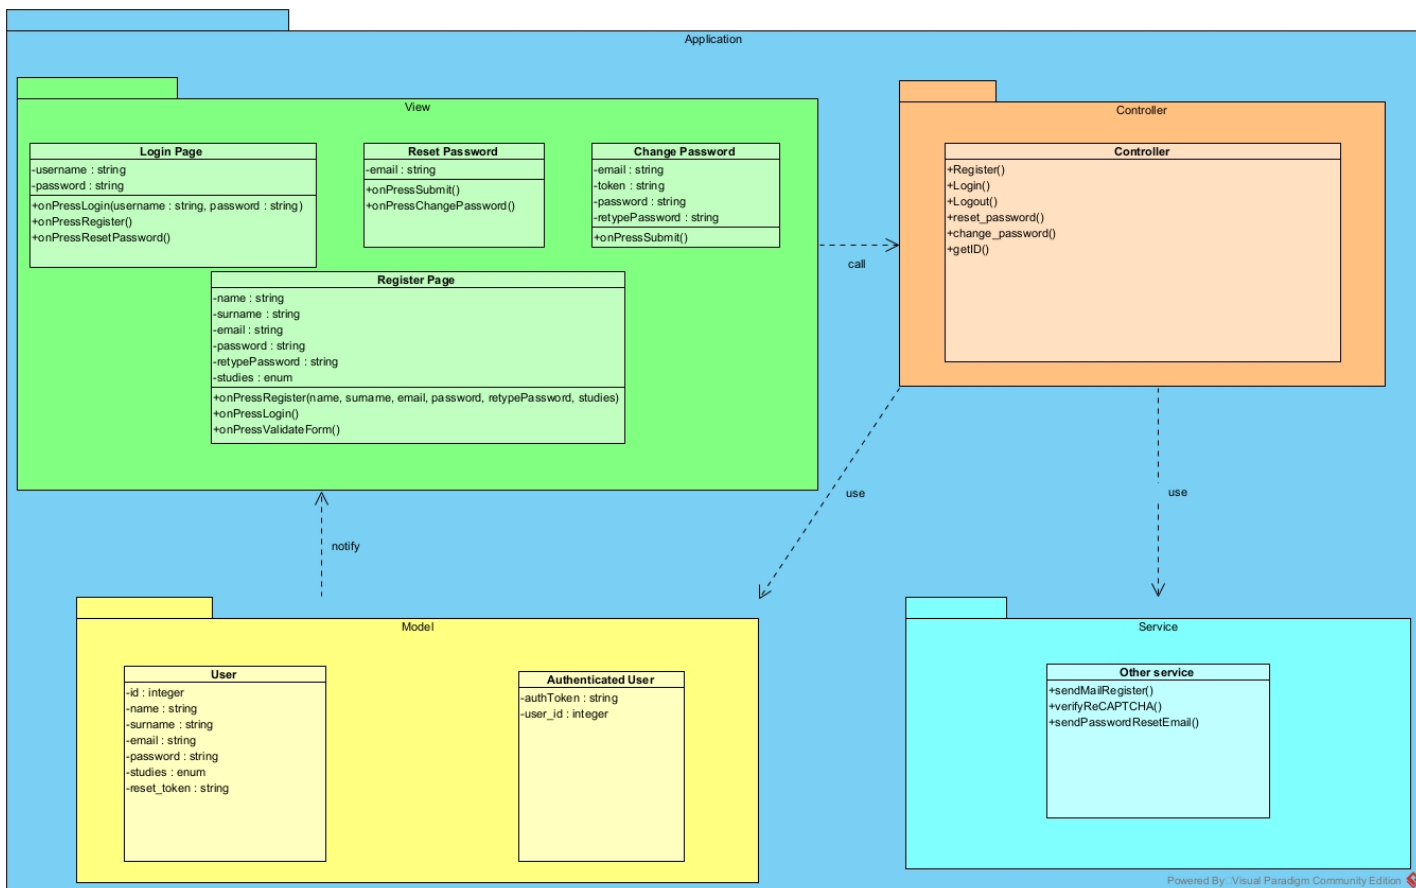 Application
View
Login Page
-username : string
-password : string
+onPressLogin(username : string, password : string)
+onPressRegister()
+onPressResetPassword()
Reset Password
-email : string
+onPressSubmit()
+onPressChangePassword()
Change Password
-email : string
-token : string
-password : string
-retypePassword : string
+onPressSubmit()
Register Page
-name : string
-surname : string
-email : string
-password : string
-retypePassword : string
-studies : enum
+onPressRegister(name, surname, email, password, retypePassword, studies)
+onPressLogin()
+onPressValidateForm()
call
Controller
Controller
+Register()
+Login()
+Logout()
+reset_password()
+change_password()
+getID()
notify
use
use
Model
User
-id : integer
-name : string
-surname : string
-email : string
-password : string
-studies : enum
-reset_token : string
Authenticated User
-authToken : string
-user_id : integer
Service
Other service
+sendMailRegister()
+verifyReCAPTCHA()
+sendPasswordResetEmail()
Powered By Visual Paradigm Community Edition